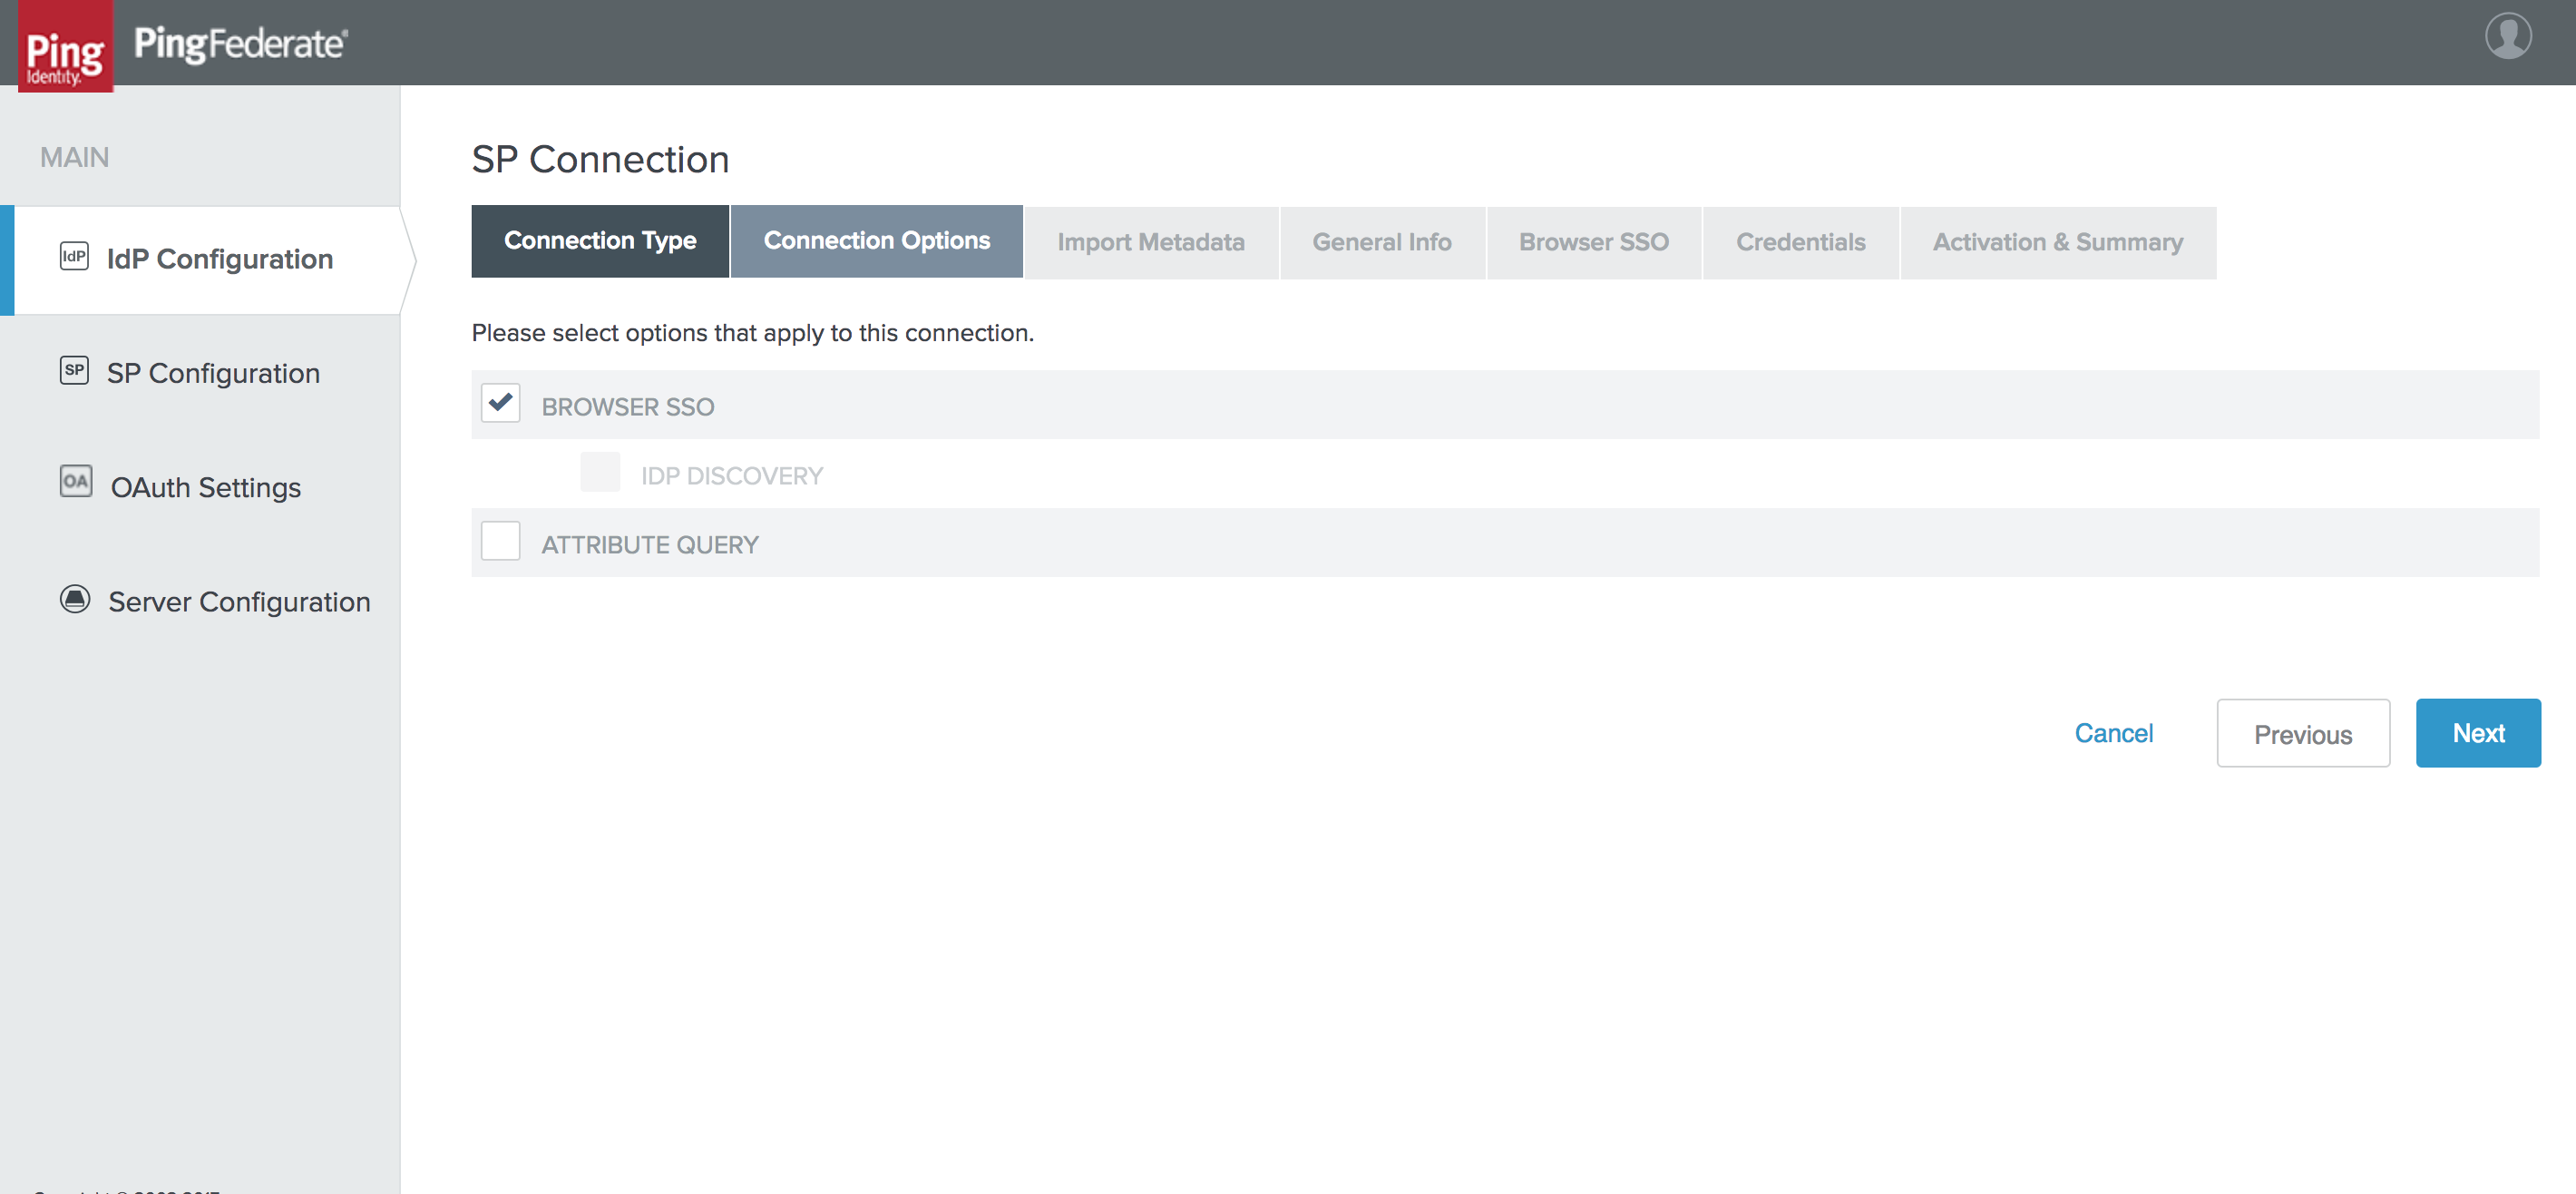 Ping
Identity.
PingFederate®
MAIN
IdP IdP Configuration
SP SP Configuration
OA OAuth Settings
Server Configuration
SP Connection
Connection Type Connection Options Import Metadata General Info Browser SSO Credentials Activation & Summary
Please select options that apply to this connection.
BROWSER SSO
IDP DISCOVERY
ATTRIBUTE QUERY
Cancel Previous Next